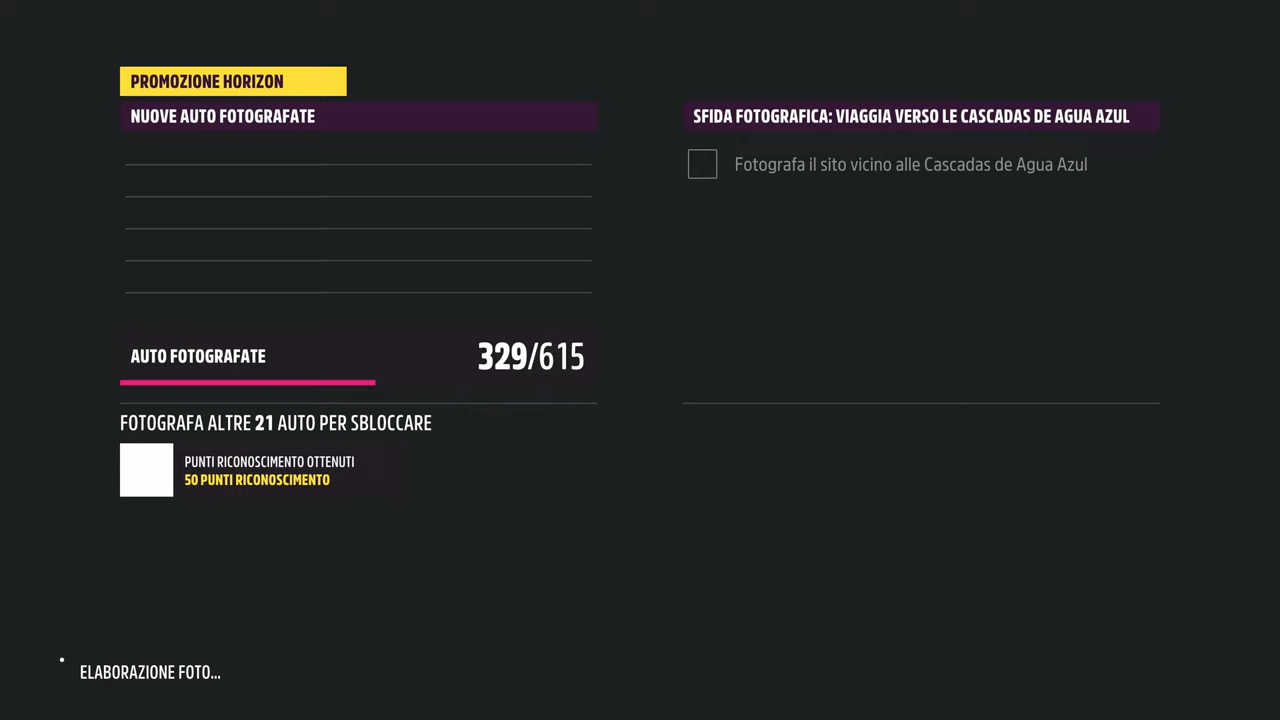 PROMOZIONE HORIZON
NUOVE AUTO FOTOGRAFATE
AUTO FOTOGRAFATE
329/615
FOTOGRAFA ALTRE 21 AUTO PER SBLOCCARE
PUNTI RICONOSCIMENTO OTTENUTI
50 PUNTI RICONOSCIMENTO
SFIDA FOTOGRAFICA: VIAGGIA VERSO LE CASCADAS DE AGUA AZUL
Fotografa il sito vicino alle Cascadas de Agua Azul
ELABORAZIONE FOTO...